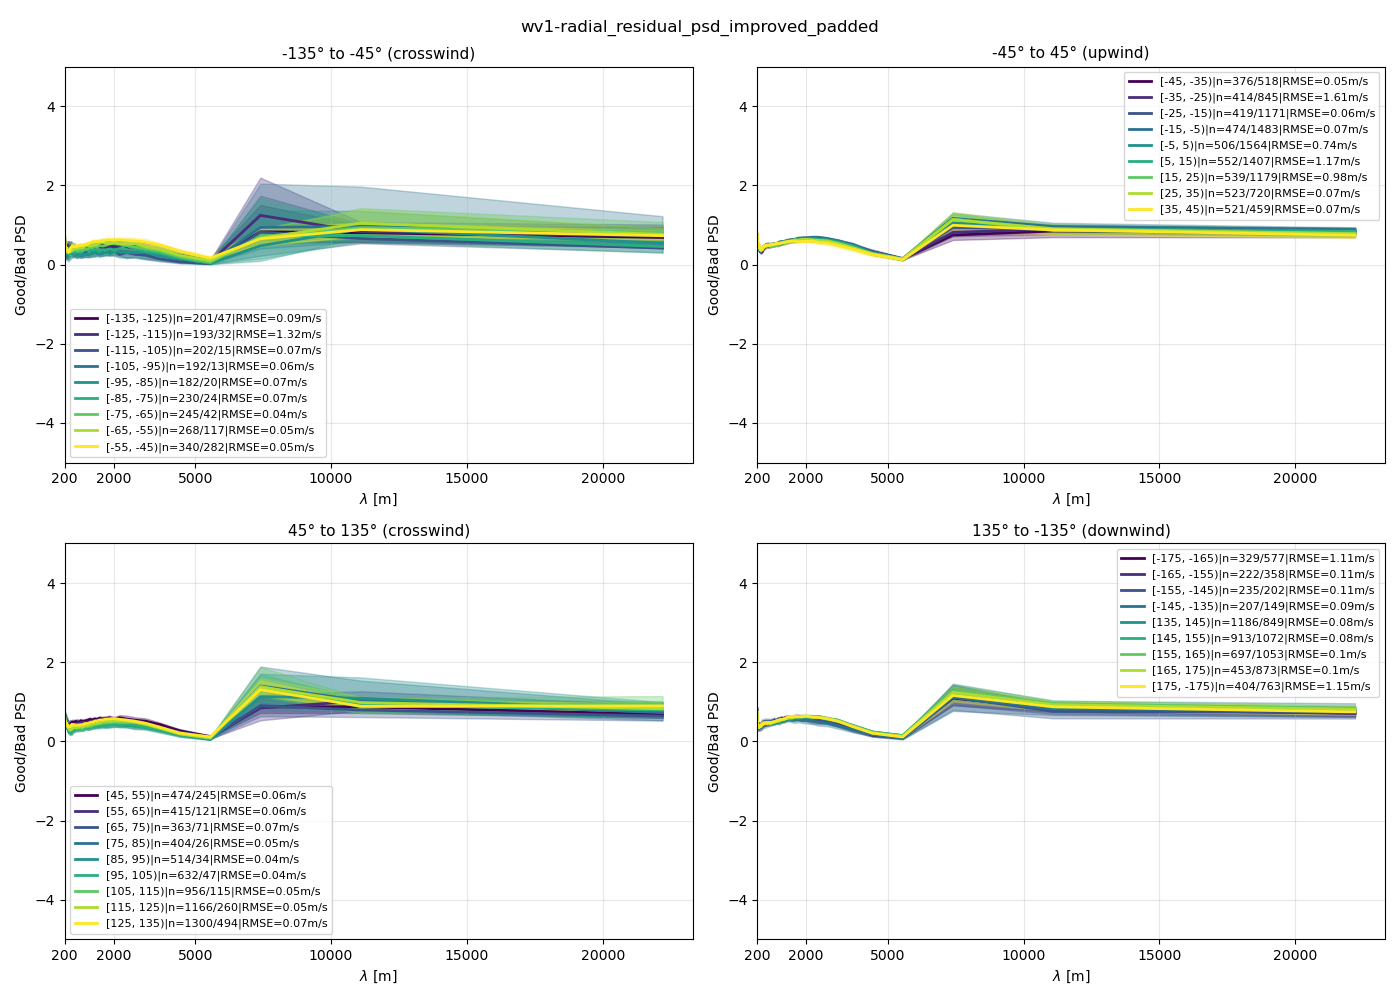 wv1-radial_residual_psd_improved_padded
-135° to -45° (crosswind)
Good/Bad PSD
4
2
0
−2
−4
[-135, -125)|n=201/47|RMSE=0.09m/s
[-125, -115)|n=193/32|RMSE=1.32m/s
[-115, -105)|n=202/15|RMSE=0.07m/s
[-105, -95)|n=192/13|RMSE=0.06m/s
[-95, -85)|n=182/20|RMSE=0.07m/s
[-85, -75)|n=230/24|RMSE=0.07m/s
[-75, -65)|n=245/42|RMSE=0.04m/s
[-65, -55)|n=268/117|RMSE=0.05m/s
[-55, -45)|n=340/282|RMSE=0.05m/s
200 2000 5000 10000 15000 20000
λ [m]
-45° to 45° (upwind)
Good/Bad PSD
4
2
0
−2
−4
[-45, -35)|n=376/518|RMSE=0.05m/s
[-35, -25)|n=414/845|RMSE=1.61m/s
[-25, -15)|n=419/1171|RMSE=0.06m/s
[-15, -5)|n=474/1483|RMSE=0.07m/s
[-5, 5)|n=506/1564|RMSE=0.74m/s
[5, 15)|n=552/1407|RMSE=1.17m/s
[15, 25)|n=539/1179|RMSE=0.98m/s
[25, 35)|n=523/720|RMSE=0.07m/s
[35, 45)|n=521/459|RMSE=0.07m/s
200 2000 5000 10000 15000 20000
λ [m]
45° to 135° (crosswind)
Good/Bad PSD
4
2
0
−2
−4
[45, 55)|n=474/245|RMSE=0.06m/s
[55, 65)|n=415/121|RMSE=0.06m/s
[65, 75)|n=363/71|RMSE=0.07m/s
[75, 85)|n=404/26|RMSE=0.05m/s
[85, 95)|n=514/34|RMSE=0.04m/s
[95, 105)|n=632/47|RMSE=0.04m/s
[105, 115)|n=956/115|RMSE=0.05m/s
[115, 125)|n=1166/260|RMSE=0.05m/s
[125, 135)|n=1300/494|RMSE=0.07m/s
200 2000 5000 10000 15000 20000
λ [m]
135° to -135° (downwind)
Good/Bad PSD
4
2
0
−2
−4
[-175, -165)|n=329/577|RMSE=1.11m/s
[-165, -155)|n=222/358|RMSE=0.11m/s
[-155, -145)|n=235/202|RMSE=0.11m/s
[-145, -135)|n=207/149|RMSE=0.09m/s
[135, 145)|n=1186/849|RMSE=0.08m/s
[145, 155)|n=913/1072|RMSE=0.08m/s
[155, 165)|n=697/1053|RMSE=0.1m/s
[165, 175)|n=453/873|RMSE=0.1m/s
[175, -175)|n=404/763|RMSE=1.15m/s
200 2000 5000 10000 15000 20000
λ [m]